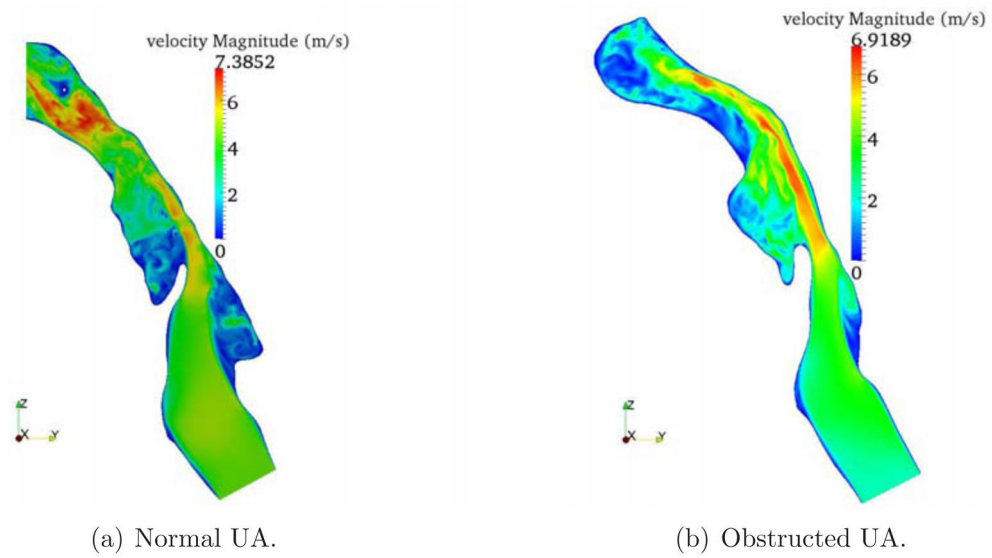 velocity Magnitude (m/s)
7.3852
6
4
2
0
Z
X
Y
(a) Normal UA.
velocity Magnitude (m/s)
6.9189
6
4
2
0
Z
X
Y
(b) Obstructed UA.